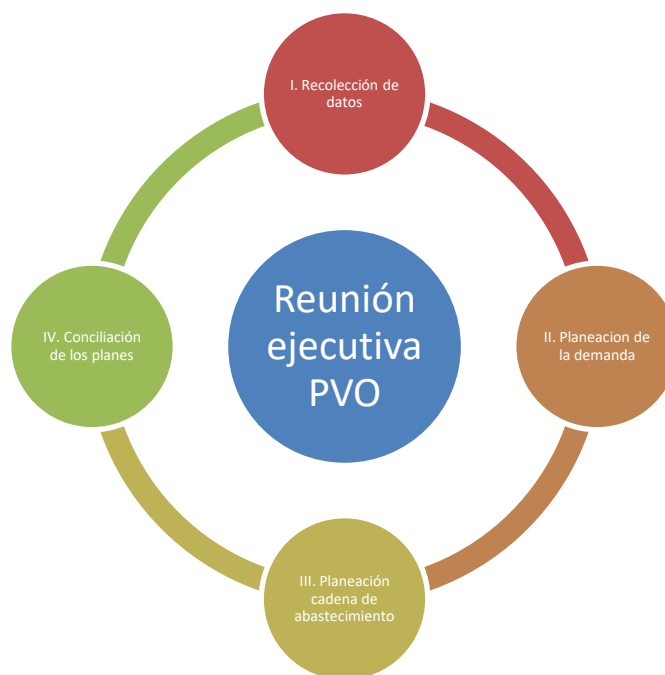 I. Recolección de
datos
Reunión
ejecutiva
PVO
II. Planeacion de
la demanda
III. Planeación
cadena de
abastecimiento
IV. Conciliación
de los planes